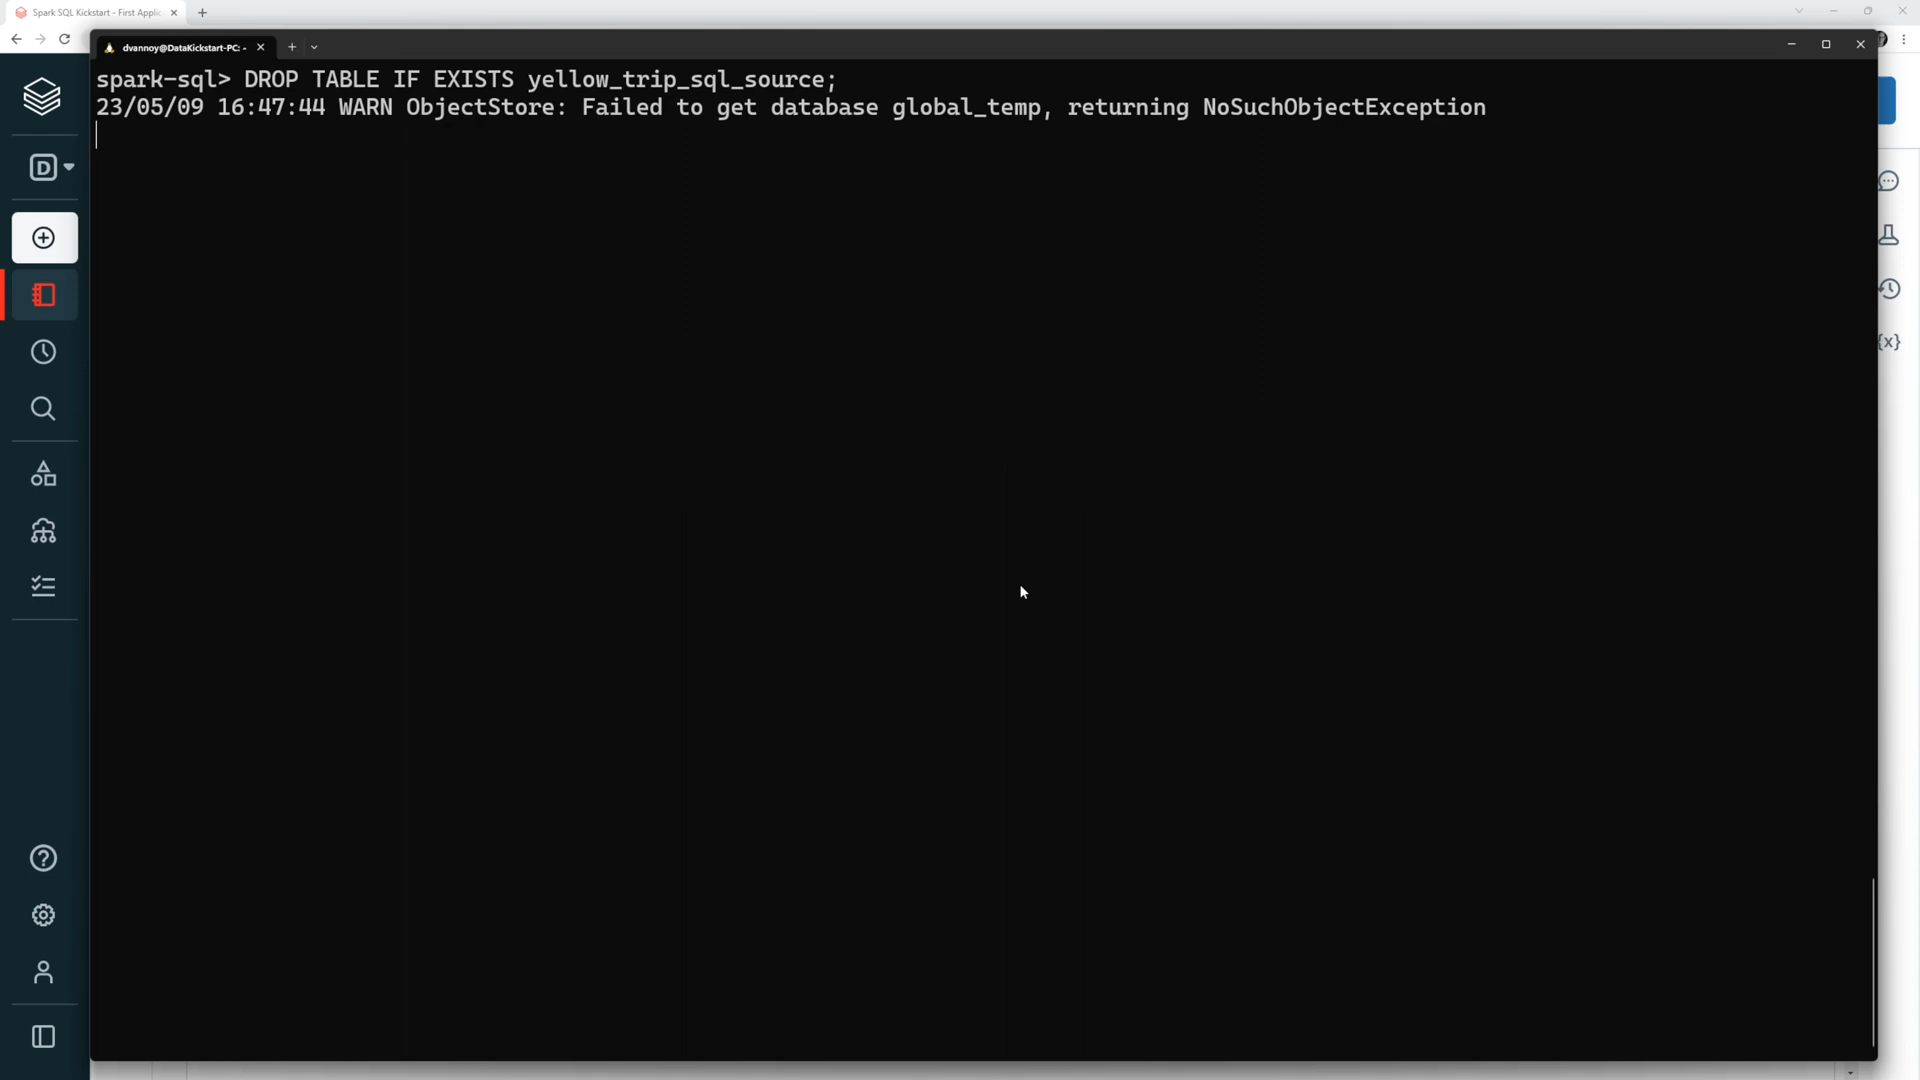 Spark SQL Kickstart - First Applic
dvannoy@DataKickstart-PC: ~
spark-sql> DROP TABLE IF EXISTS yellow_trip_sql_source;
23/05/09 16:47:44 WARN ObjectStore: Failed to get database global_temp, returning NoSuchObjectException
D
{x}